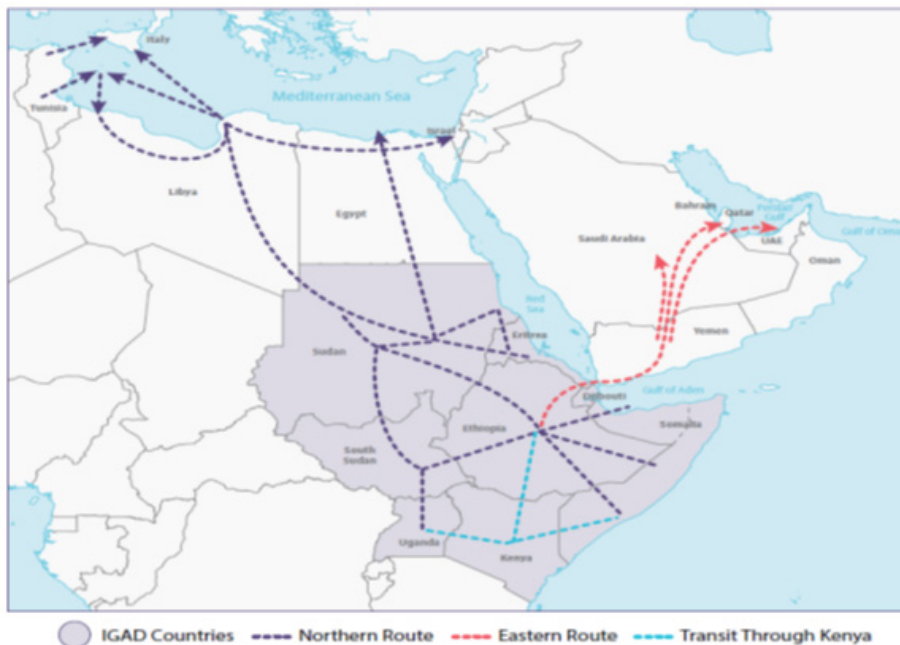 Italy
Tunisia
Mediterranean Sea
Israel
Libya
Egypt
Bahrain
Qatar
Persian
Gulf
Saudi Arabia
UAE
Gulf of Oman
Oman
Red
Sea
Yemen
Sudan
Eritrea
Gulf of Aden
Djibouti
Ethiopia
Somalia
South
Sudan
Uganda
Kenya
IGAD Countries
Northern Route
Eastern Route
Transit Through Kenya